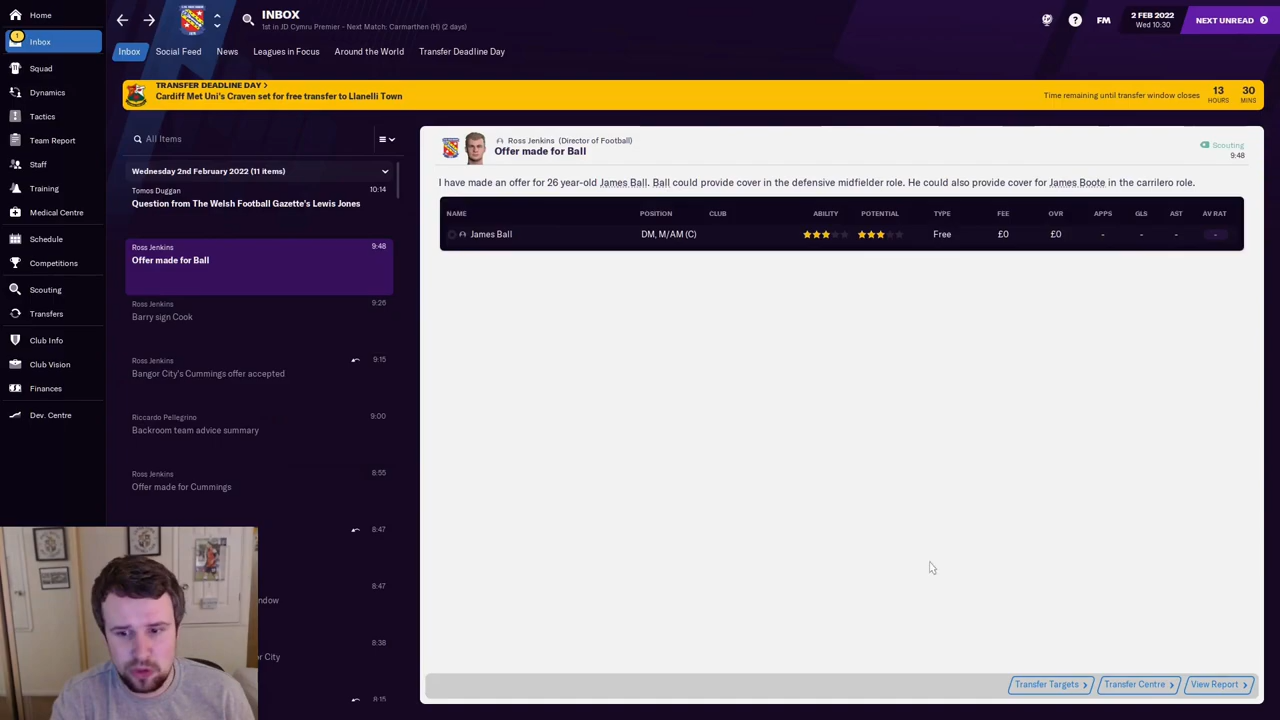 Home
1
Inbox
Squad
Dynamics
Tactics
Team Report
Staff
Training
Medical Centre
Schedule
Competitions
Scouting
Transfers
Club Info
Club Vision
Finances
Dev. Centre
INBOX
1st in JD Cymru Premier - Next Match: Carmarthen (H) (2 days)
?
FM
2 FEB 2022
Wed 10:30
NEXT UNREAD
Inbox
Social Feed
News
Leagues in Focus
Around the World
Transfer Deadline Day
TRANSFER DEADLINE DAY >
Cardiff Met Uni's Craven set for free transfer to Llanelli Town
Time remaining until transfer window closes
13 HOURS
30 MINS
All Items
Wednesday 2nd February 2022 (11 items)
Tomos Duggan 10:14
Question from The Welsh Football Gazette's Lewis Jones
Ross Jenkins 9:48
Offer made for Ball
Ross Jenkins 9:26
Barry sign Cook
Ross Jenkins 9:15
Bangor City's Cummings offer accepted
Riccardo Pellegrino 9:00
Backroom team advice summary
Ross Jenkins 8:55
Offer made for Cummings
8:47
8:47
ndow
8:38
or City
8:15
Ross Jenkins (Director of Football)
Offer made for Ball
Scouting
9:48
I have made an offer for 26 year-old James Ball. Ball could provide cover in the defensive midfielder role. He could also provide cover for James Boote in the carrilero role.
NAME POSITION CLUB ABILITY POTENTIAL TYPE FEE OVR APPS GLS AST AV RAT
James Ball DM, M/AM (C) Free £0 £0 - - - -
Transfer Targets >
Transfer Centre >
View Report >